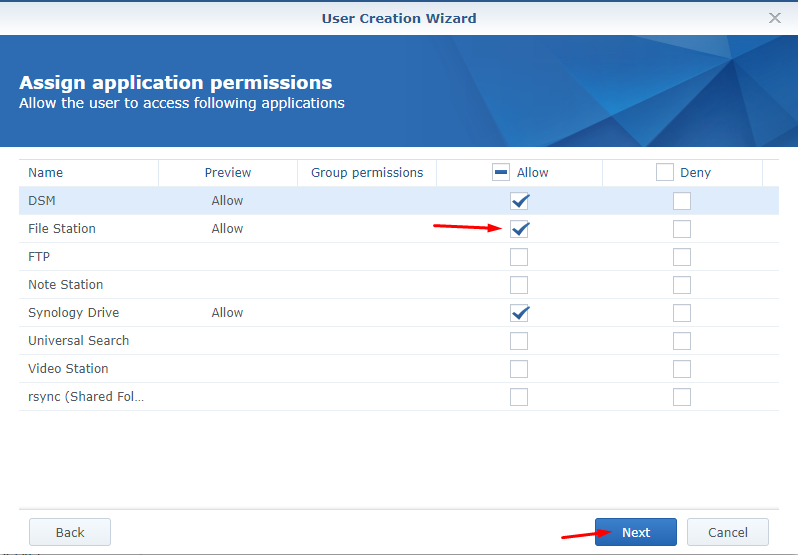 User Creation Wizard
Assign application permissions
Allow the user to access following applications
Name Preview Group permissions Allow Deny
DSM Allow
File Station Allow
FTP
Note Station
Synology Drive Allow
Universal Search
Video Station
rsync (Shared Fol...
Back Next Cancel